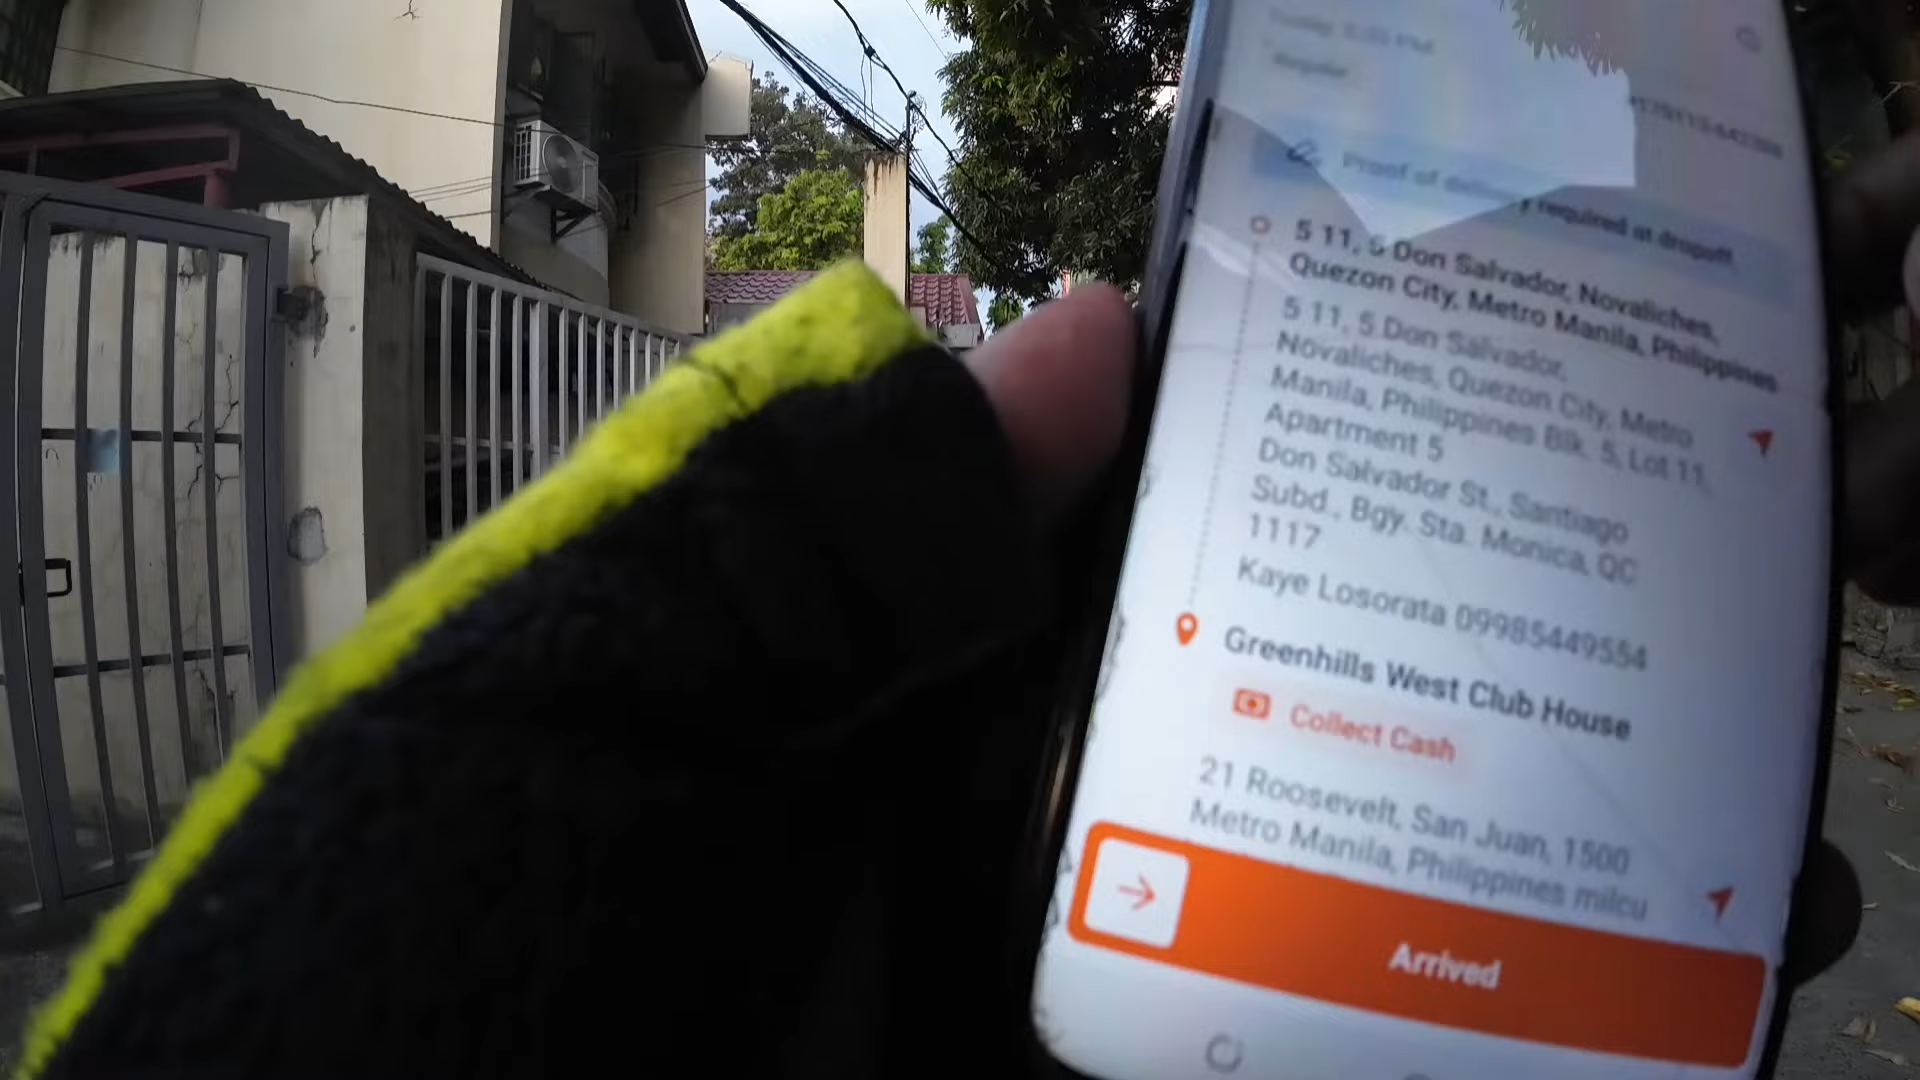 Regular
Proof of delivery required at dropoff
5 11, 5 Don Salvador, Novaliches,
Quezon City, Metro Manila, Philippines
5 11, 5 Don Salvador,
Novaliches, Quezon City, Metro
Manila, Philippines Blk. 5, Lot 11,
Apartment 5
Don Salvador St., Santiago
Subd., Bgy. Sta. Monica, QC
1117
Kaye Losorata 09985449554
Greenhills West Club House
Collect Cash
21 Roosevelt, San Juan, 1500
Metro Manila, Philippines milcu
Arrived